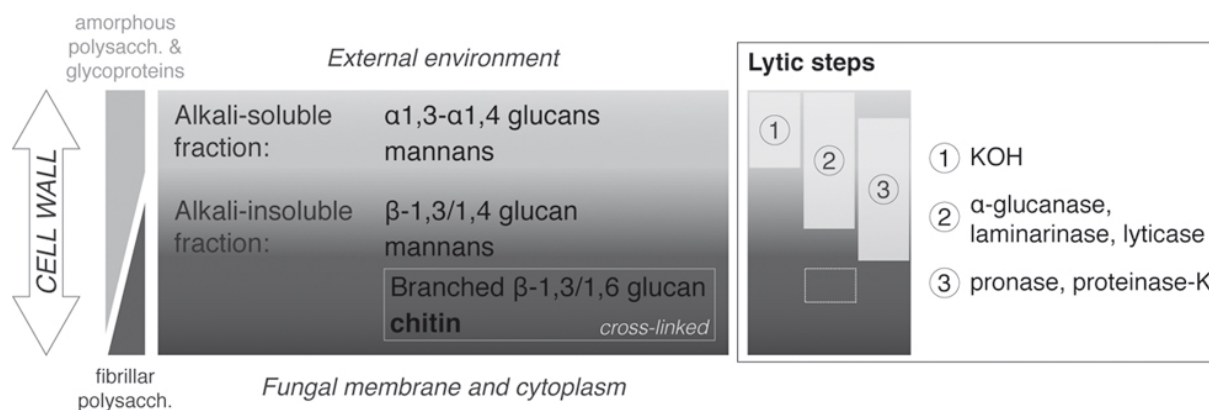 amorphous
polysacch. &
glycoproteins
External environment
CELL WALL
Alkali-soluble
fraction:
α1,3-α1,4 glucans
mannans
Alkali-insoluble
fraction:
β-1,3/1,4 glucan
mannans
Branched β-1,3/1,6 glucan
chitin
cross-linked
fibrillar
polysacch.
Fungal membrane and cytoplasm
Lytic steps
1
2
3
1 KOH
2 α-glucanase,
laminarinase, lyticase
3 pronase, proteinase-K